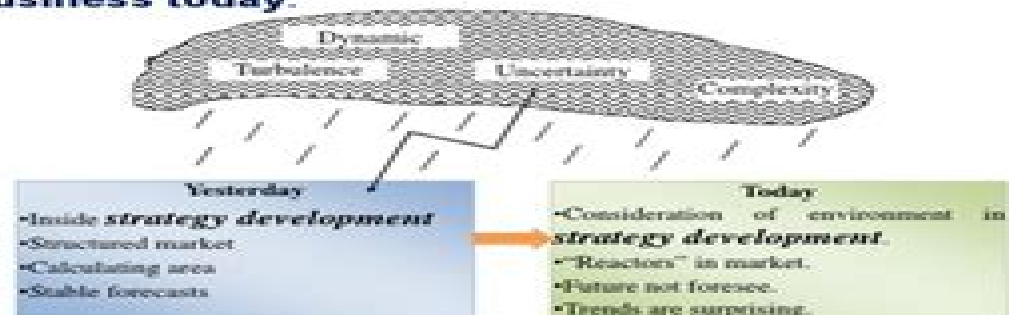 usiness today.
Dynamic
Turbulence
Uncertainty
Complexity
Yesterday
•Inside strategy development
•Structured market
•Calculating area
•Stable forecasts
Today
•Consideration of environment in
strategy development.
•"Reactors" in market.
•Future not foresee.
•Trends are surprising.